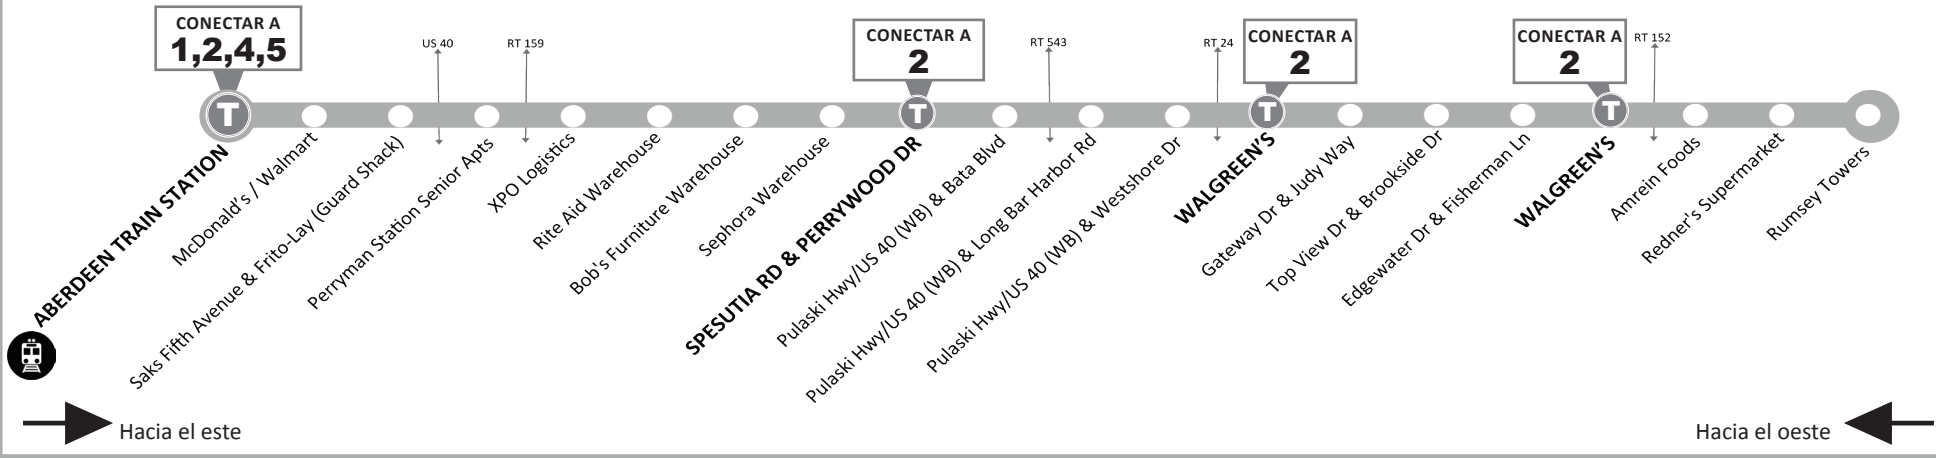 CONECTAR A
1,2,4,5
US 40
RT 159
CONECTAR A
2
RT 543
RT 24
CONECTAR A
2
CONECTAR A
2
RT 152
T
T
T
T
ABERDEEN TRAIN STATION
McDonald's / Walmart
Saks Fifth Avenue & Frito-Lay (Guard Shack)
Perryman Station Senior Apts
XPO Logistics
Rite Aid Warehouse
Bob's Furniture Warehouse
Sephora Warehouse
SPESUTIA RD & PERRYWOOD DR
Pulaski Hwy/US 40 (WB) & Bata Blvd
Pulaski Hwy/US 40 (WB) & Long Bar Harbor Rd
Pulaski Hwy/US 40 (WB) & Westshore Dr
WALGREEN'S
Gateway Dr & Judy Way
Top View Dr & Brookside Dr
Edgewater Dr & Fisherman Ln
WALGREEN'S
Amrein Foods
Redner's Supermarket
Rumsey Towers
Hacia el este
Hacia el oeste